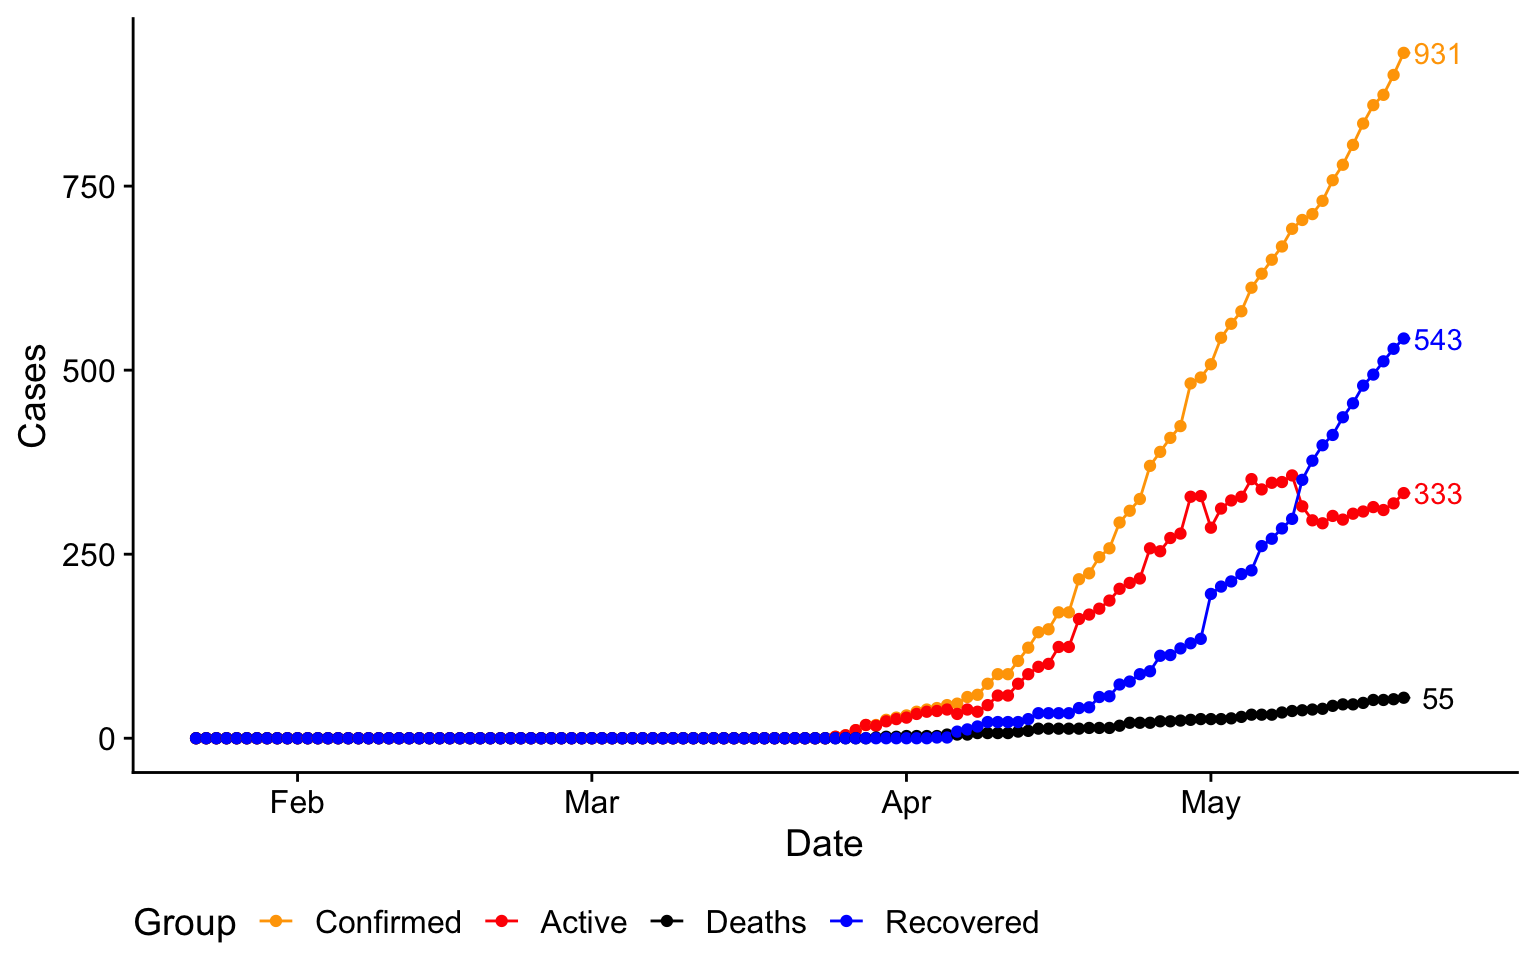 931
750
543
500
Cases
333
250
55
0
Feb Mar Apr May
Date
Group Confirmed Active Deaths Recovered